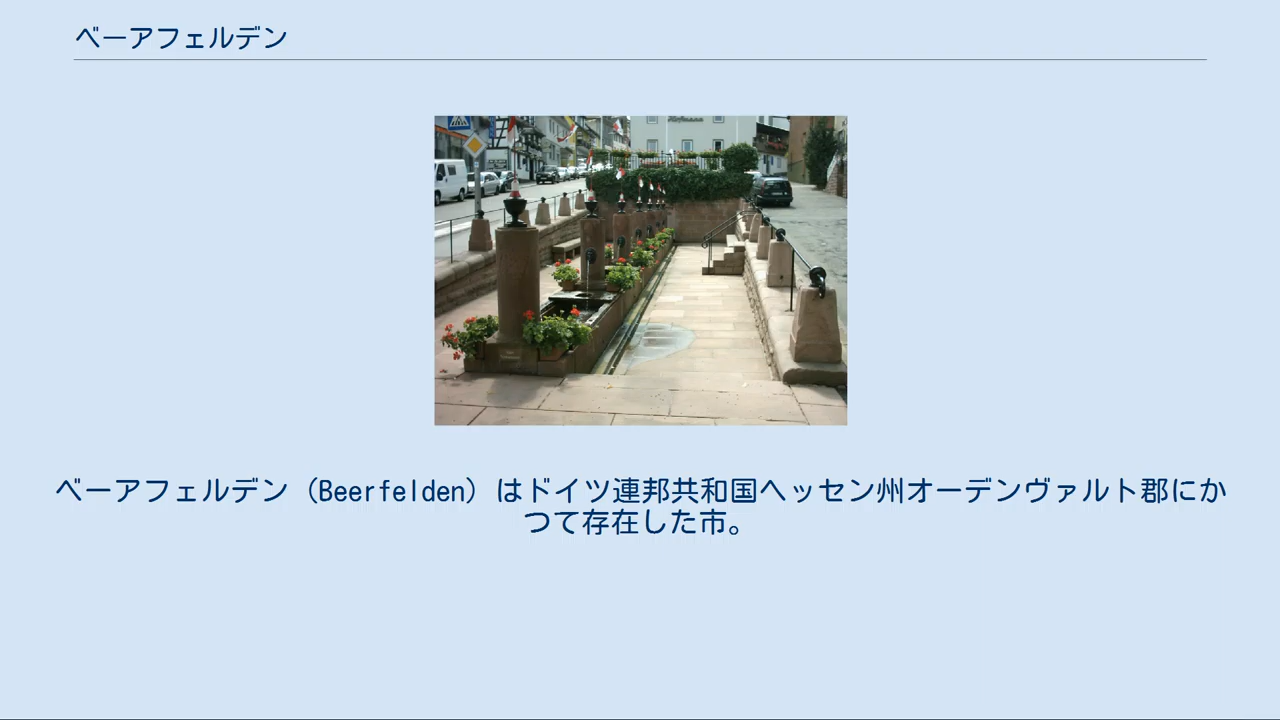 ベーアフェルデン
Hofmann
ベーアフェルデン（Beerfelden）はドイツ連邦共和国ヘッセン州オーデンヴァルト郡にか
つて存在した市。